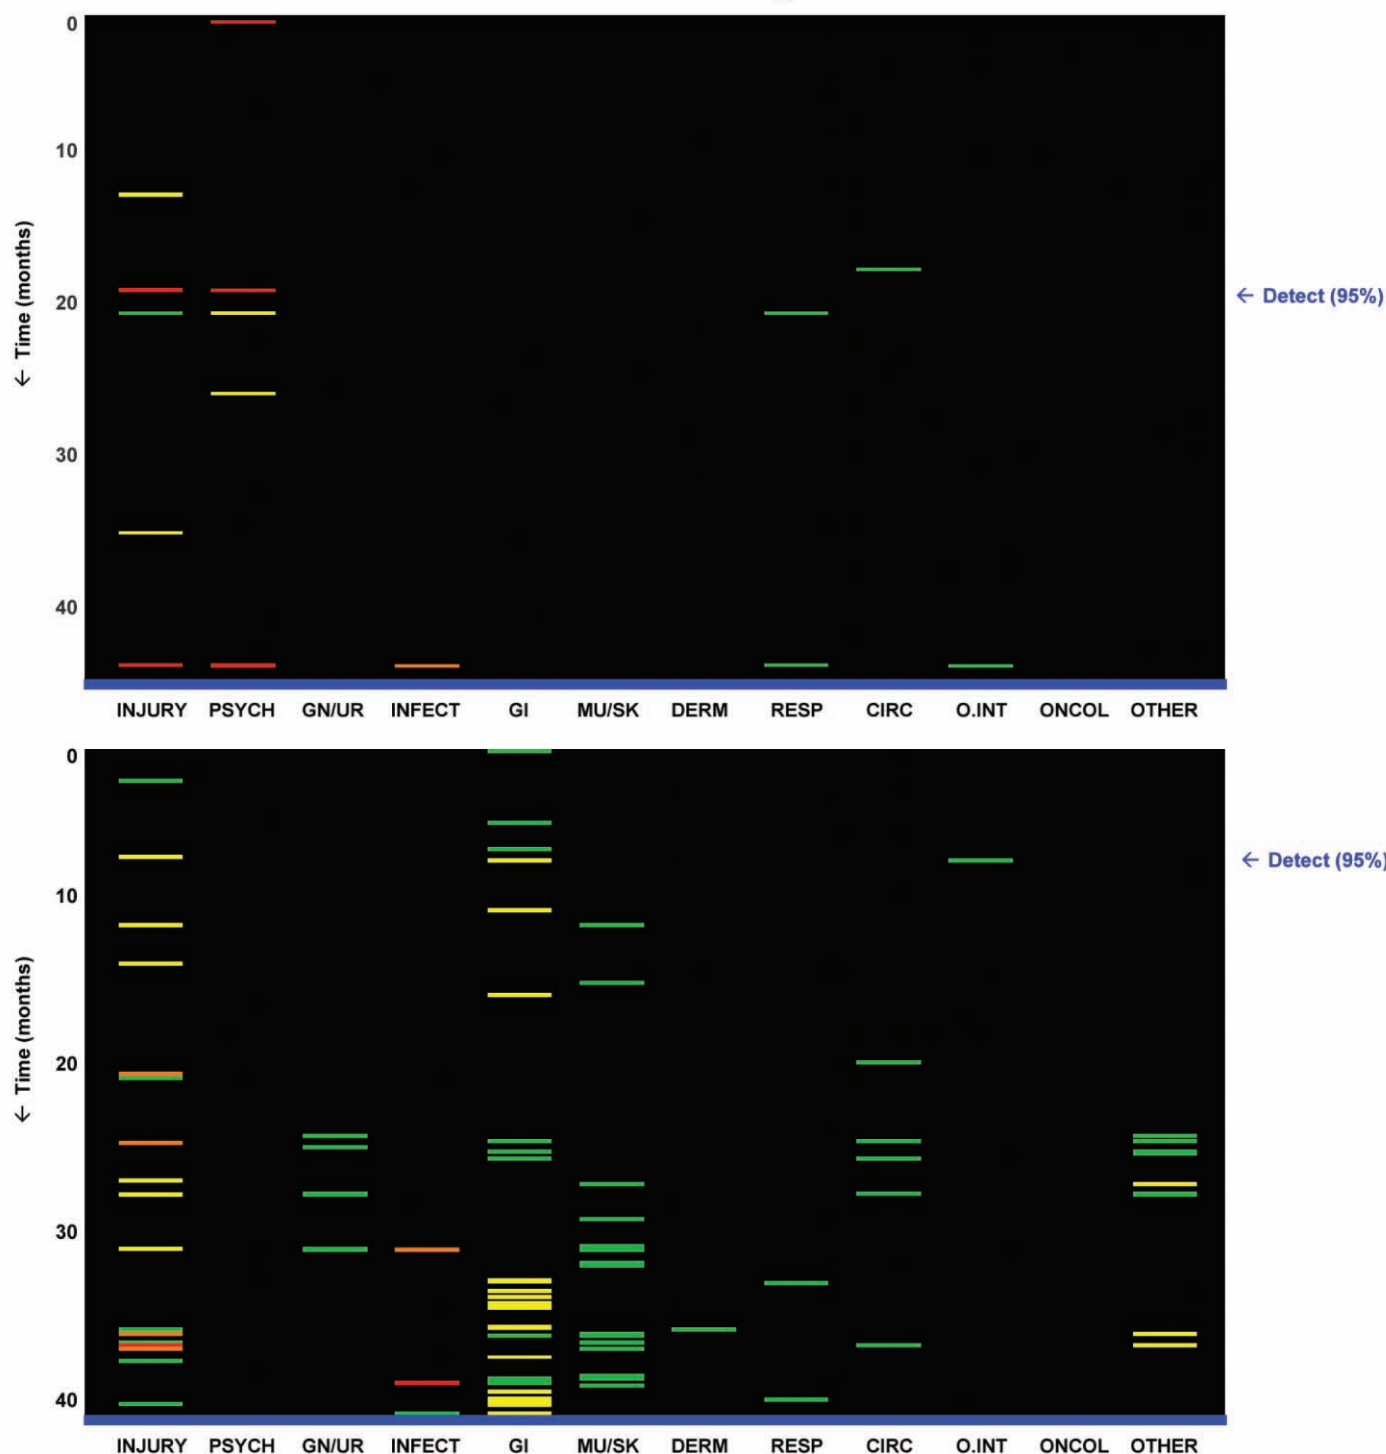 0
10
← Time (months)
20
← Detect (95%)
30
40
INJURY PSYCH GN/UR INFECT GI MU/SK DERM RESP CIRC O.INT ONCOL OTHER
0
← Detect (95%)
10
← Time (months)
20
30
40
INJURY PSYCH GN/UR INFECT GI MU/SK DERM RESP CIRC O.INT ONCOL OTHER